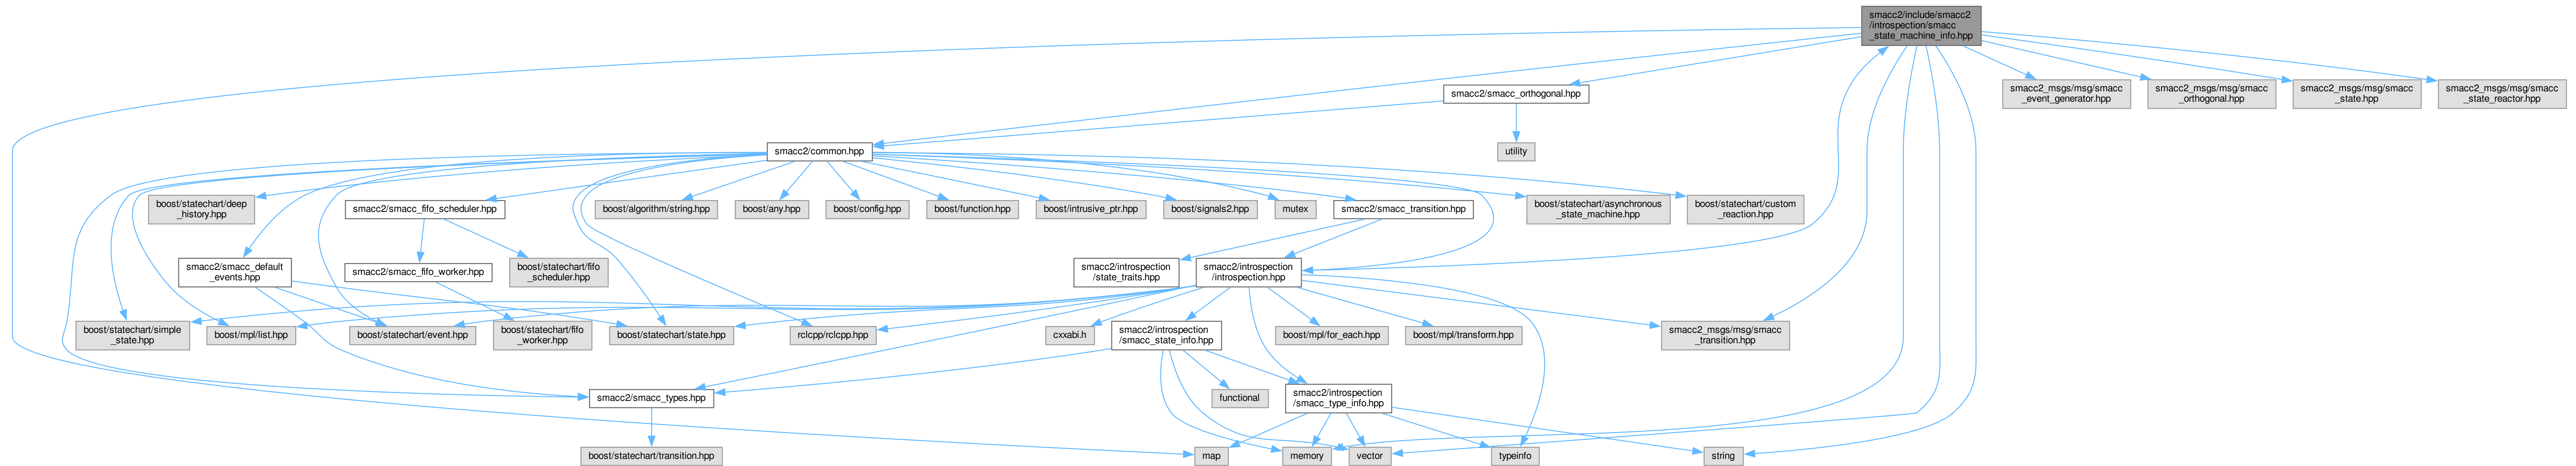 smacc2/include/smacc2
/introspection/smacc
_state_machine_info.hpp
smacc2/smacc_orthogonal.hpp
smacc2_msgs/msg/smacc
_event_generator.hpp
smacc2_msgs/msg/smacc
_orthogonal.hpp
smacc2_msgs/msg/smacc
_state.hpp
smacc2_msgs/msg/smacc
_state_reactor.hpp
smacc2/common.hpp
utility
boost/statechart/deep
_history.hpp
smacc2/smacc_fifo_scheduler.hpp
boost/algorithm/string.hpp
boost/any.hpp
boost/config.hpp
boost/function.hpp
boost/intrusive_ptr.hpp
boost/signals2.hpp
mutex
smacc2/smacc_transition.hpp
boost/statechart/asynchronous
_state_machine.hpp
boost/statechart/custom
_reaction.hpp
smacc2/smacc_default
_events.hpp
smacc2/smacc_fifo_worker.hpp
boost/statechart/fifo
_scheduler.hpp
smacc2/introspection
/state_traits.hpp
smacc2/introspection
/introspection.hpp
boost/statechart/simple
_state.hpp
boost/mpl/list.hpp
boost/statechart/event.hpp
boost/statechart/fifo
_worker.hpp
boost/statechart/state.hpp
rclcpp/rclcpp.hpp
cxxabi.h
smacc2/introspection
/smacc_state_info.hpp
boost/mpl/for_each.hpp
boost/mpl/transform.hpp
smacc2_msgs/msg/smacc
_transition.hpp
smacc2/smacc_types.hpp
functional
smacc2/introspection
/smacc_type_info.hpp
boost/statechart/transition.hpp
map
memory
vector
typeinfo
string